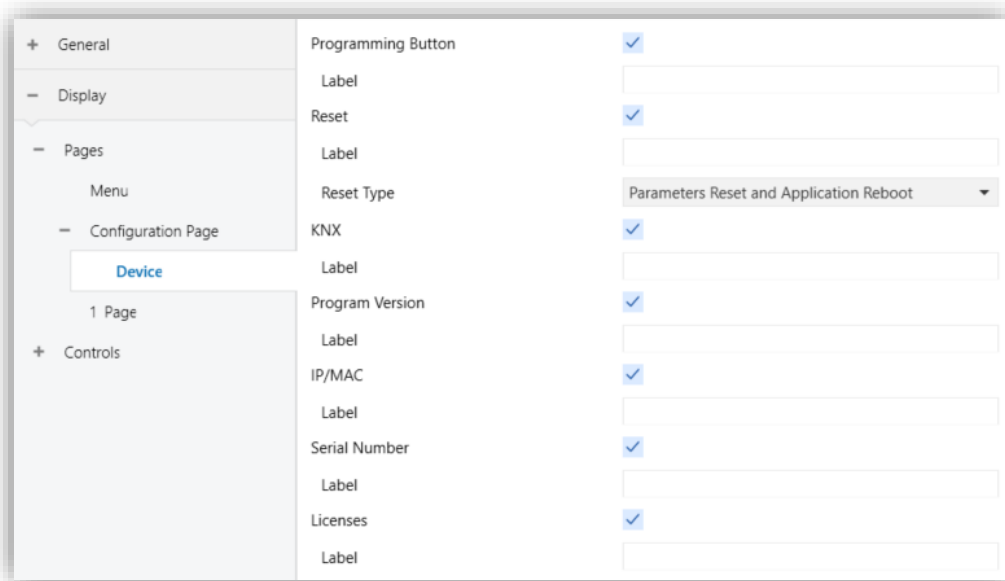 General
Display
Pages
Menu
Configuration Page
Device
1 Page
Controls
Programming Button
Label
Reset
Label
Reset Type Parameters Reset and Application Reboot
KNX
Label
Program Version
Label
IP/MAC
Label
Serial Number
Label
Licenses
Label